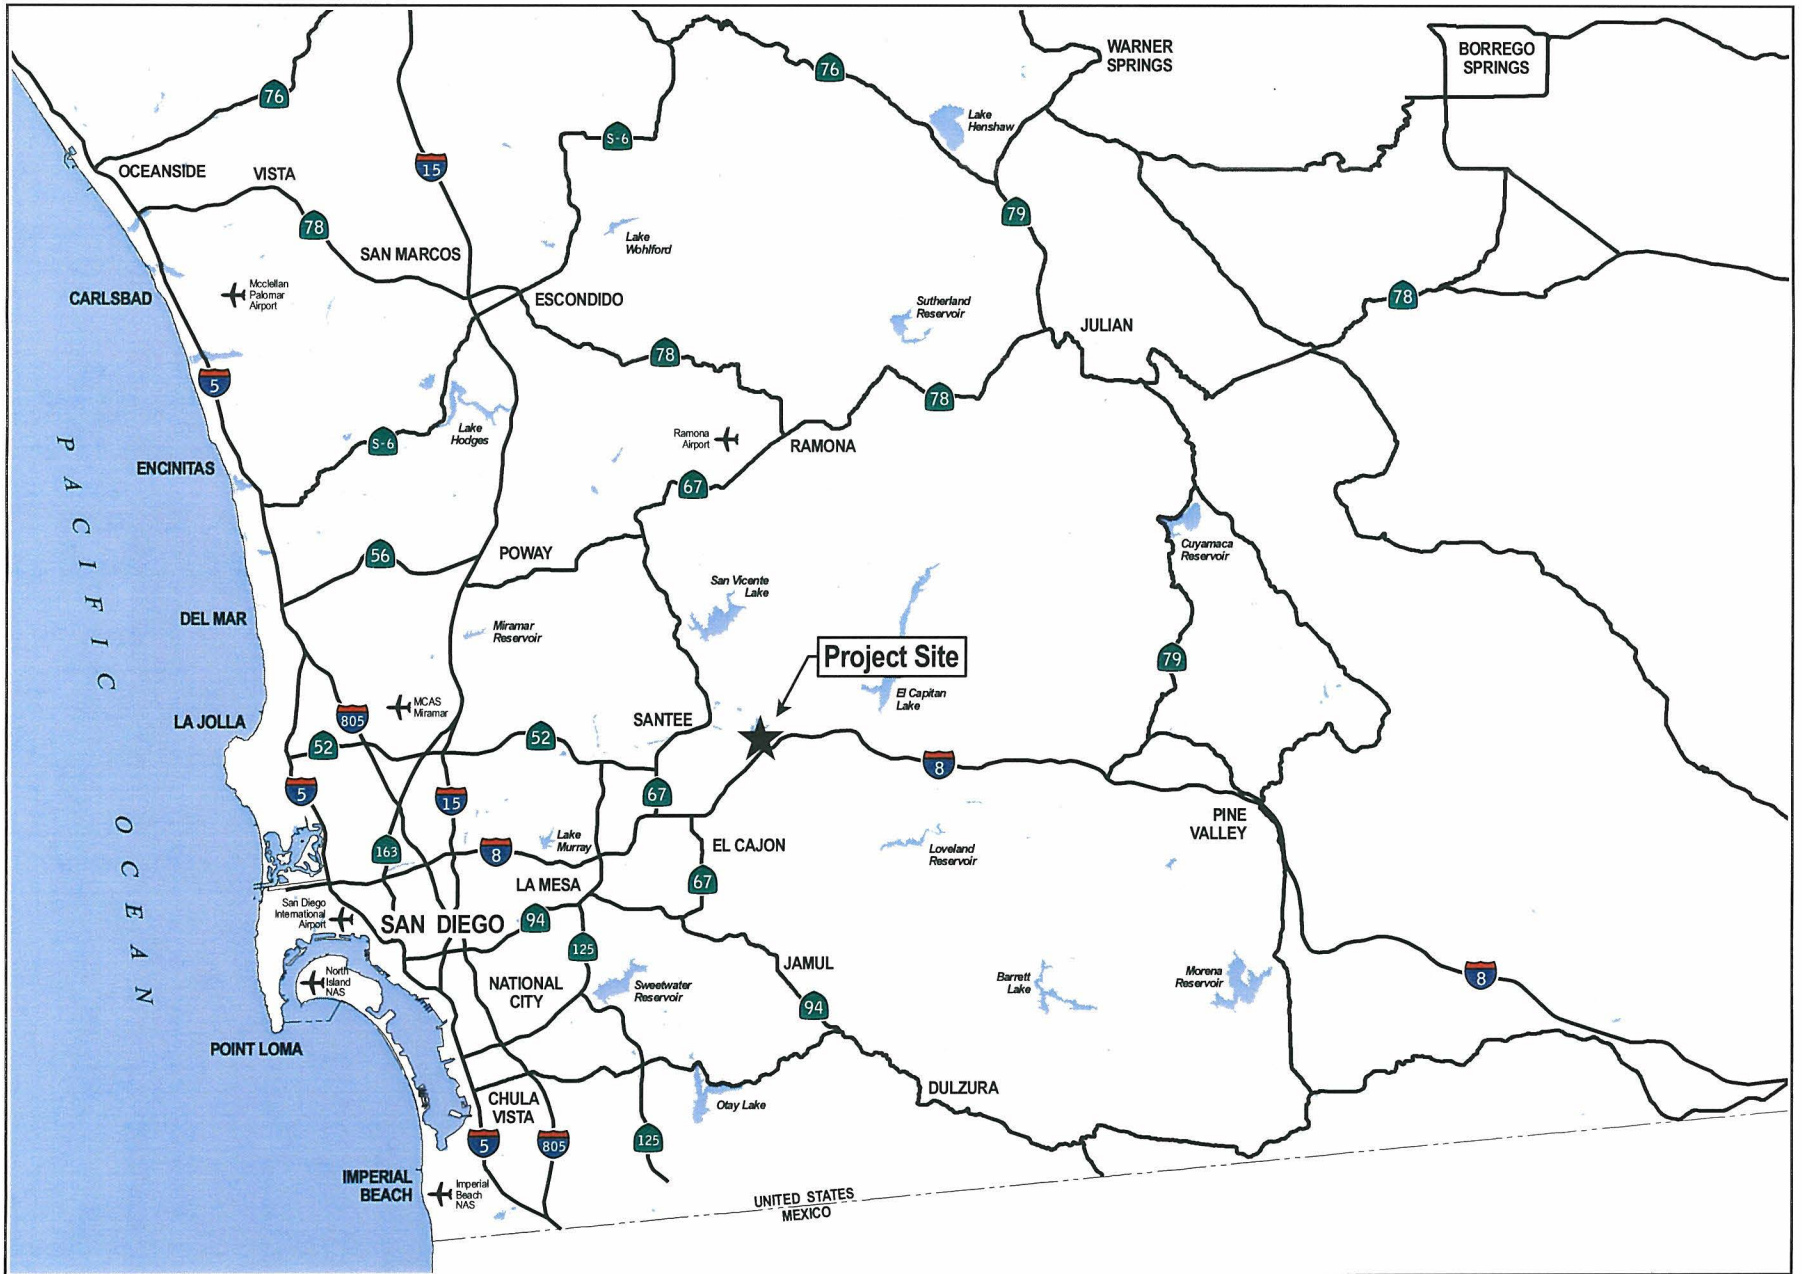 WARNER
SPRINGS
BORREGO
SPRINGS
76
76
Lake
Henshaw
S-6
15
OCEANSIDE
VISTA
78
79
Lake
Wohlford
SAN MARCOS
Mcclellan
Palomar
Airport
CARLSBAD
ESCONDIDO
Sutherland
Reservoir
78
JULIAN
78
5
78
Lake
Hodges
S-6
Ramona
Airport
RAMONA
ENCINITAS
67
PACIFIC OCEAN
56
POWAY
Cuyamaca
Reservoir
San Vicente
Lake
DEL MAR
Miramar
Reservoir
Project Site
79
El Capitan
Lake
MCAS
Miramar
805
LA JOLLA
SANTEE
52
52
8
5
15
67
PINE
VALLEY
163
8
Lake
Murray
EL CAJON
Loveland
Reservoir
LA MESA
67
San Diego
International
Airport
SAN DIEGO
94
125
JAMUL
North
Island
NAS
NATIONAL
CITY
Sweetwater
Reservoir
Barrett
Lake
Morena
Reservoir
8
94
POINT LOMA
CHULA
VISTA
Otay Lake
DULZURA
5
805
125
IMPERIAL
BEACH
Imperial
Beach
NAS
UNITED STATES
MEXICO